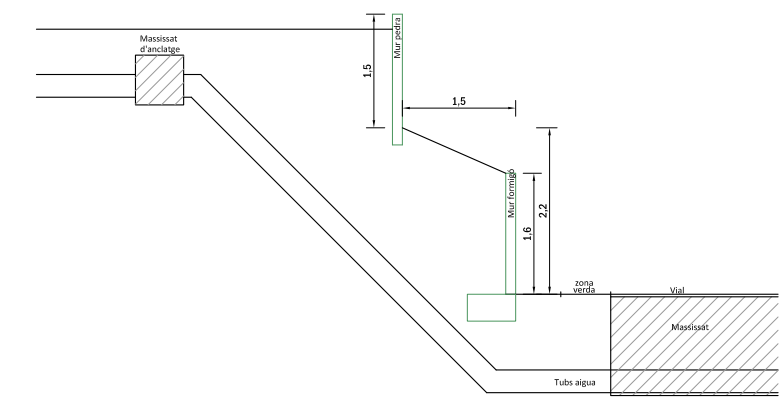 Mur pedra
Massissat
d'anclatge
1,5
1,5
Mur formigó
2,2
1,6
zona
verda
Vial
Massissat
Tubs aigua